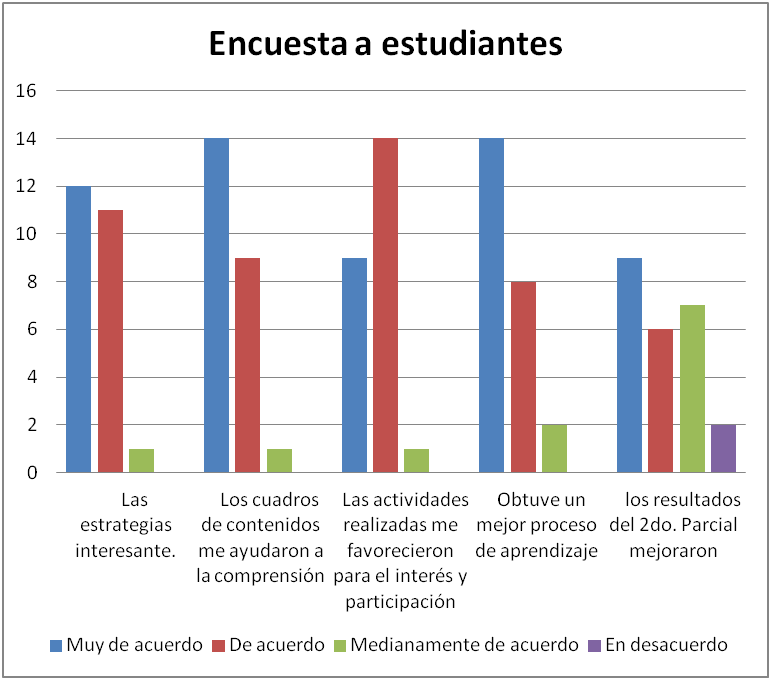 Encuesta a estudiantes
16
14
12
10
8
6
4
2
0
Las
estrategias
interesante.
Los cuadros
de contenidos
me ayudaron a
la comprensión
Las actividades
realizadas me
favorecieron
para el interés y
participación
Obtuve un
mejor proceso
de aprendizaje
los resultados
del 2do. Parcial
mejoraron
Muy de acuerdo De acuerdo Medianamente de acuerdo En desacuerdo